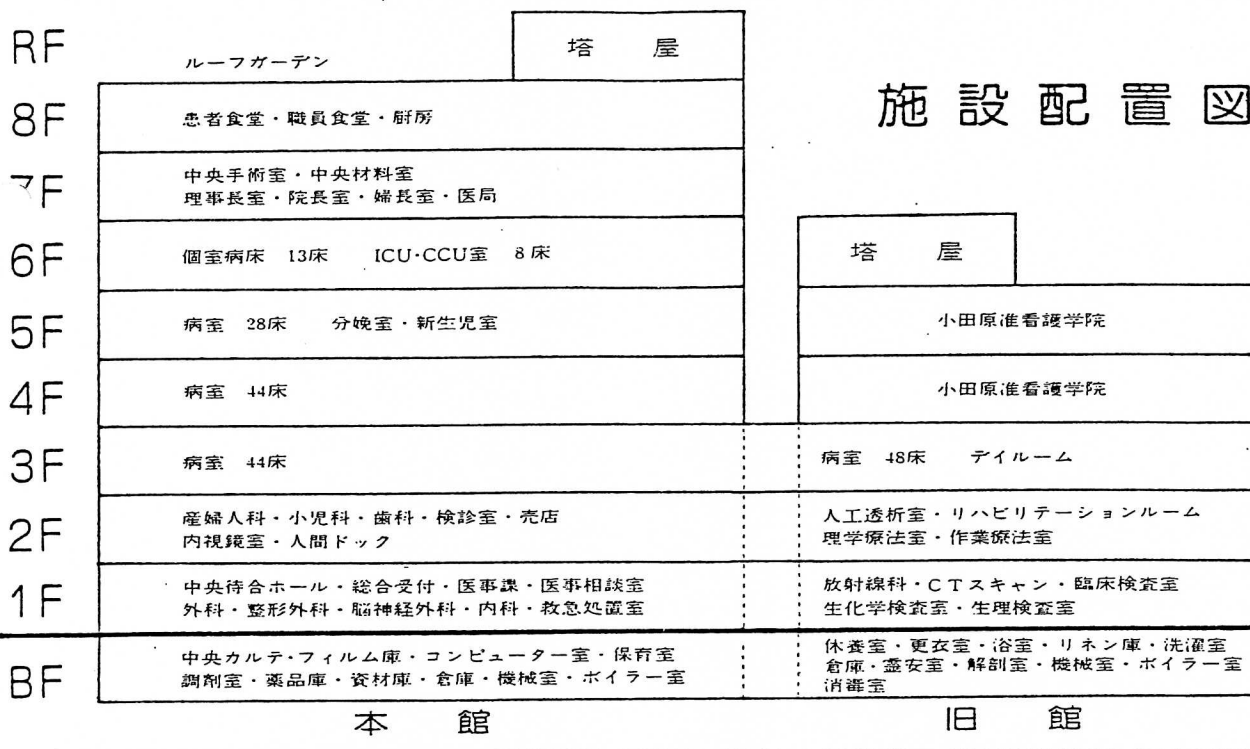 施設配置図
RF
ルーフガーデン
塔 屋
8F
患者食堂・職員食堂・厨房
7F
中央手術室・中央材料室
理事長室・院長室・婦長室・医局
6F
個室病床 13床 ICU・CCU室 8床
塔 屋
5F
病室 28床 分娩室・新生児室
小田原准看護学院
4F
病室 44床
小田原准看護学院
3F
病室 44床
病室 48床 デイルーム
2F
産婦人科・小児科・歯科・検診室・売店
内視鏡室・人間ドック
人工透析室・リハビリテーションルーム
理学療法室・作業療法室
1F
中央待合ホール・総合受付・医事課・医事相談室
外科・整形外科・脳神経外科・内科・救急処置室
放射線科・CTスキャン・臨床検査室
生化学検査室・生理検査室
BF
中央カルテ・フィルム庫・コンピューター室・保育室
調剤室・薬品庫・資材庫・倉庫・機械室・ボイラー室
休養室・更衣室・浴室・リネン庫・洗濯室
倉庫・霊安室・解剖室・機械室・ボイラー室
消毒室
本 館
旧 館